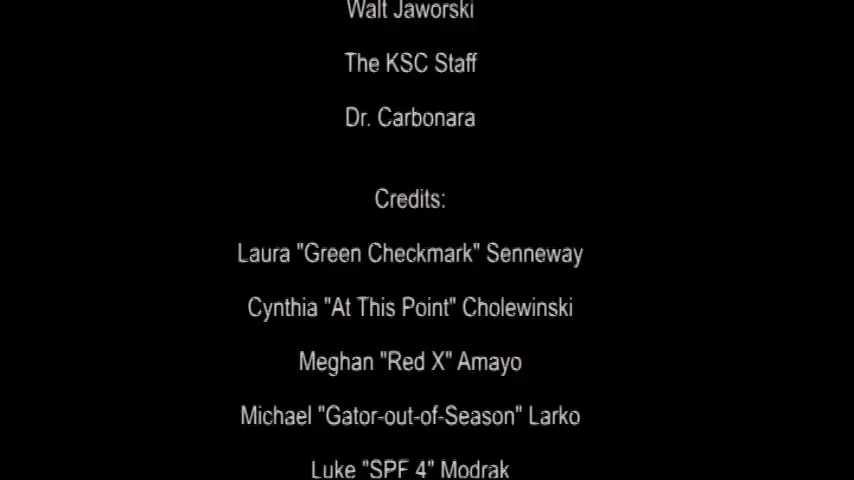 Walt Jaworski
The KSC Staff
Dr. Carbonara
Credits:
Laura "Green Checkmark" Senneway
Cynthia "At This Point" Cholewinski
Meghan "Red X" Amayo
Michael "Gator-out-of-Season" Larko
Luke "SPF 4" Modrak